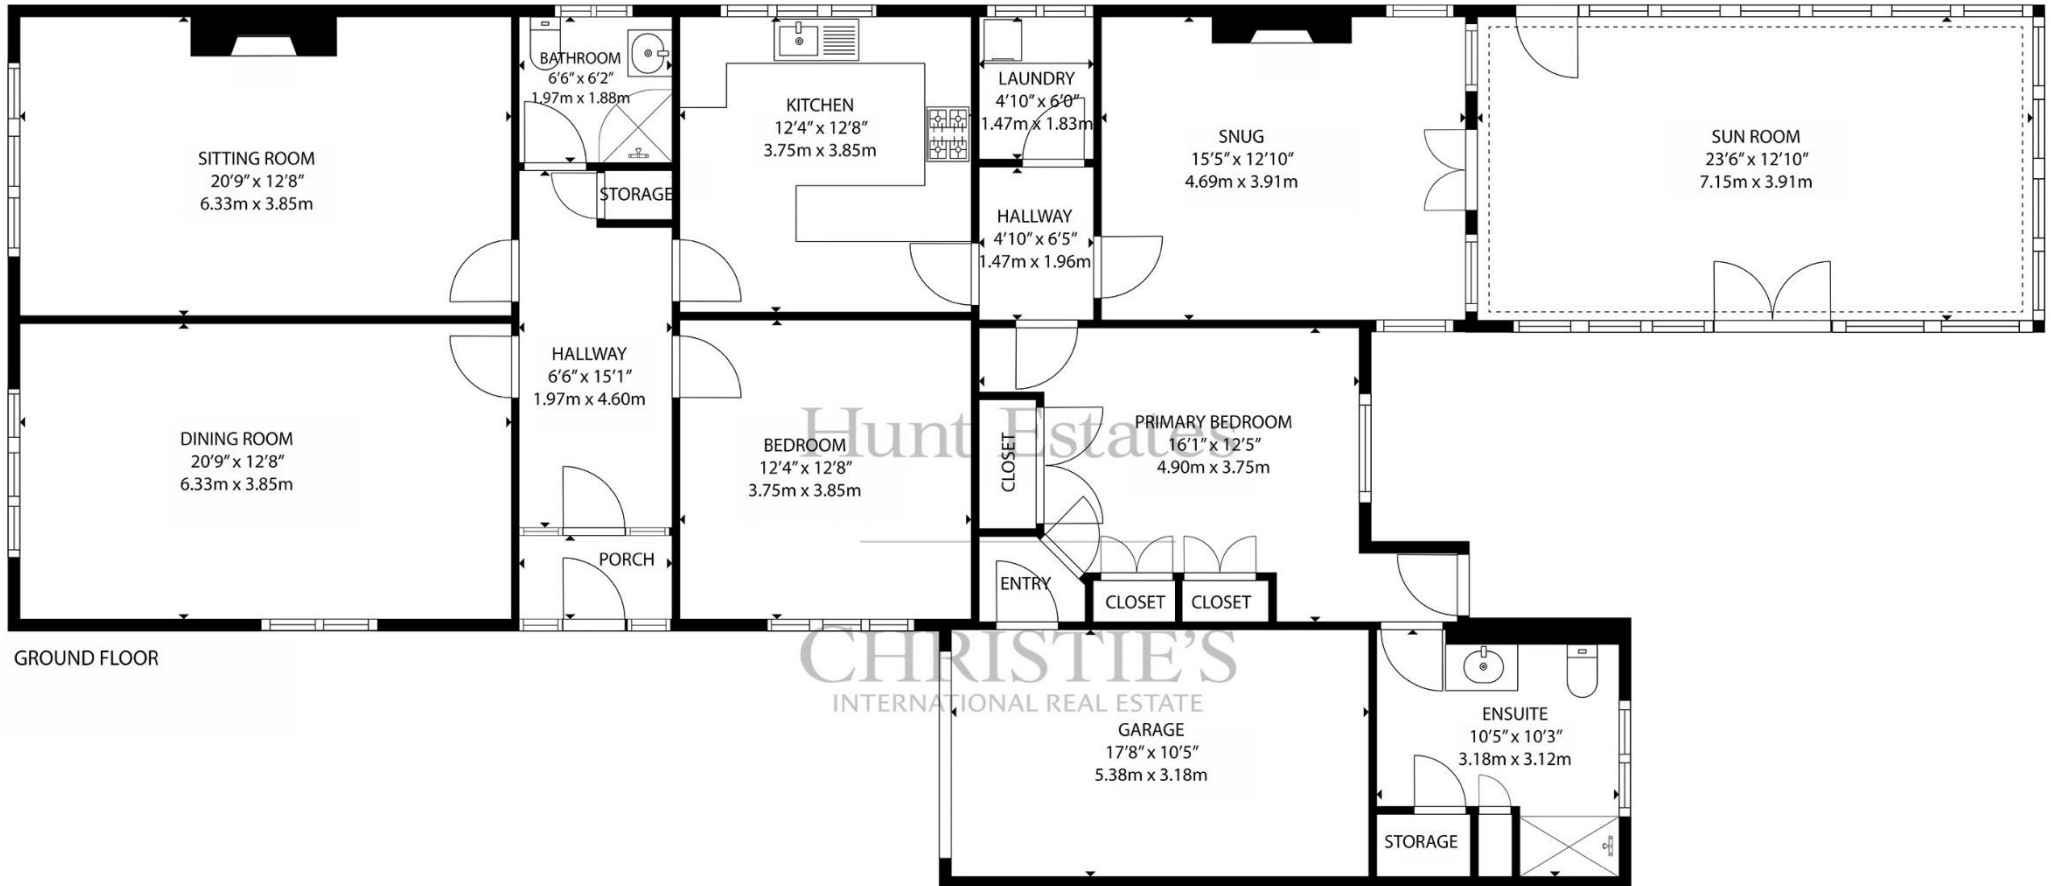 SITTING ROOM
20'9" x 12'8"
6.33m x 3.85m
BATHROOM
6'6" x 6'2"
1.97m x 1.88m
STORAGE
KITCHEN
12'4" x 12'8"
3.75m x 3.85m
LAUNDRY
4'10" x 6'0"
1.47m x 1.83m
HALLWAY
4'10" x 6'5"
1.47m x 1.96m
SNUG
15'5" x 12'10"
4.69m x 3.91m
SUN ROOM
23'6" x 12'10"
7.15m x 3.91m
DINING ROOM
20'9" x 12'8"
6.33m x 3.85m
HALLWAY
6'6" x 15'1"
1.97m x 4.60m
PORCH
BEDROOM
12'4" x 12'8"
3.75m x 3.85m
Hunt Estates
CLOSET
PRIMARY BEDROOM
16'1" x 12'5"
4.90m x 3.75m
ENTRY
CLOSET
CLOSET
GROUND FLOOR
CHRISTIE'S
INTERNATIONAL REAL ESTATE
GARAGE
17'8" x 10'5"
5.38m x 3.18m
ENSUITE
10'5" x 10'3"
3.18m x 3.12m
STORAGE